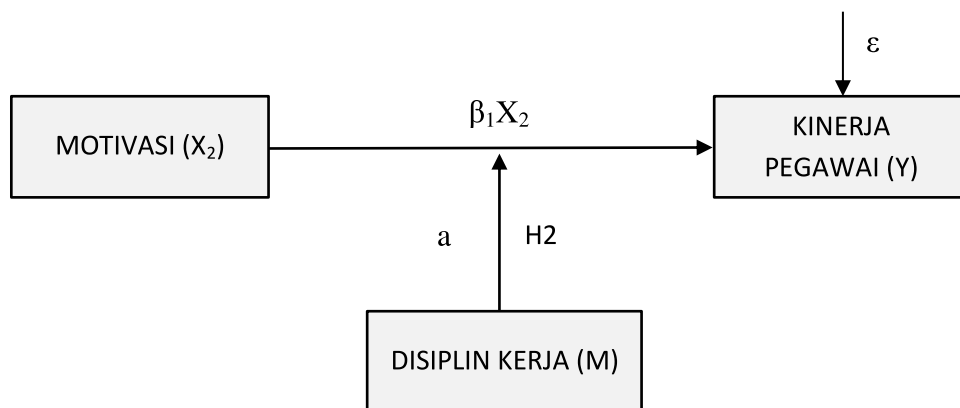 ε
β₁X₂
MOTIVASI (X₂)
KINERJA
PEGAWAI (Y)
a
H2
DISIPLIN KERJA (M)